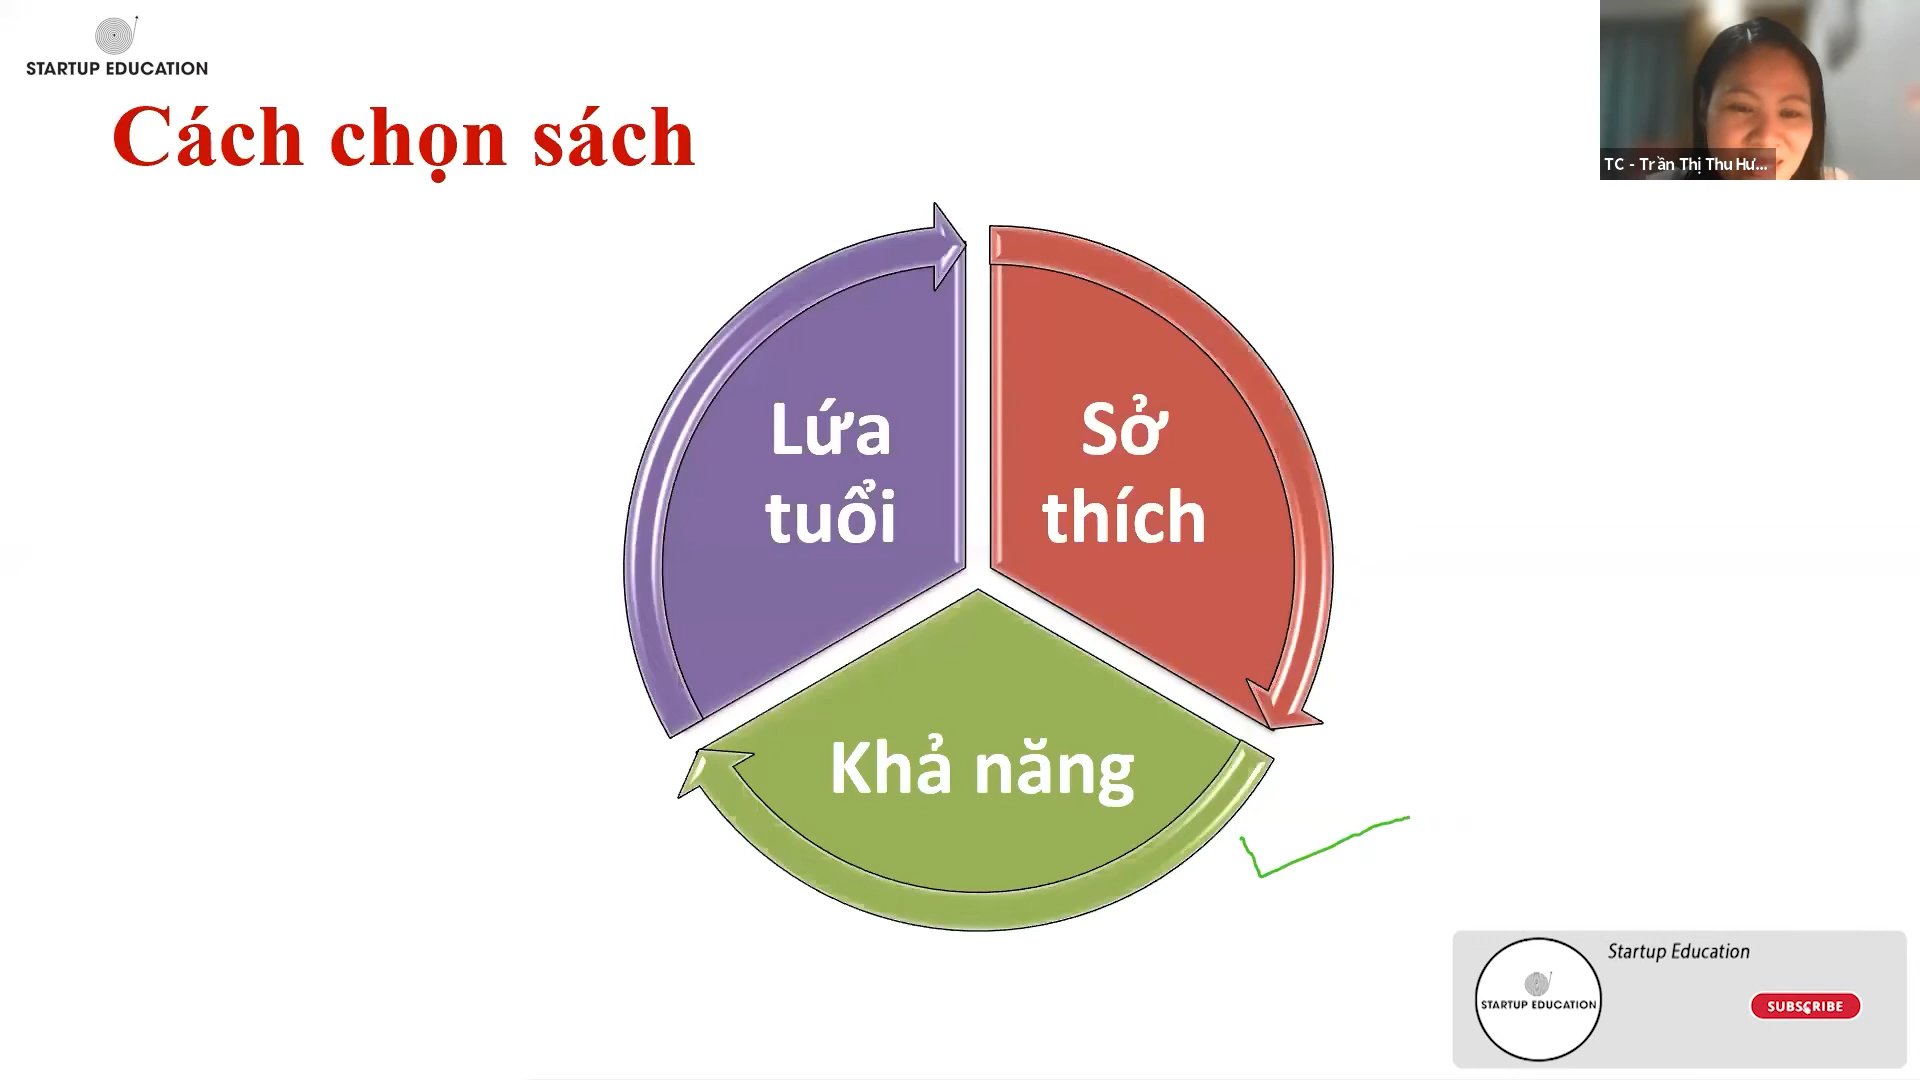 STARTUP EDUCATION
Cách chọn sách
TC - Trần Thị Thu Hư...
Lứa
tuổi
Sở
thích
Khả năng
Startup Education
STARTUP EDUCATION
SUBSCRIBE